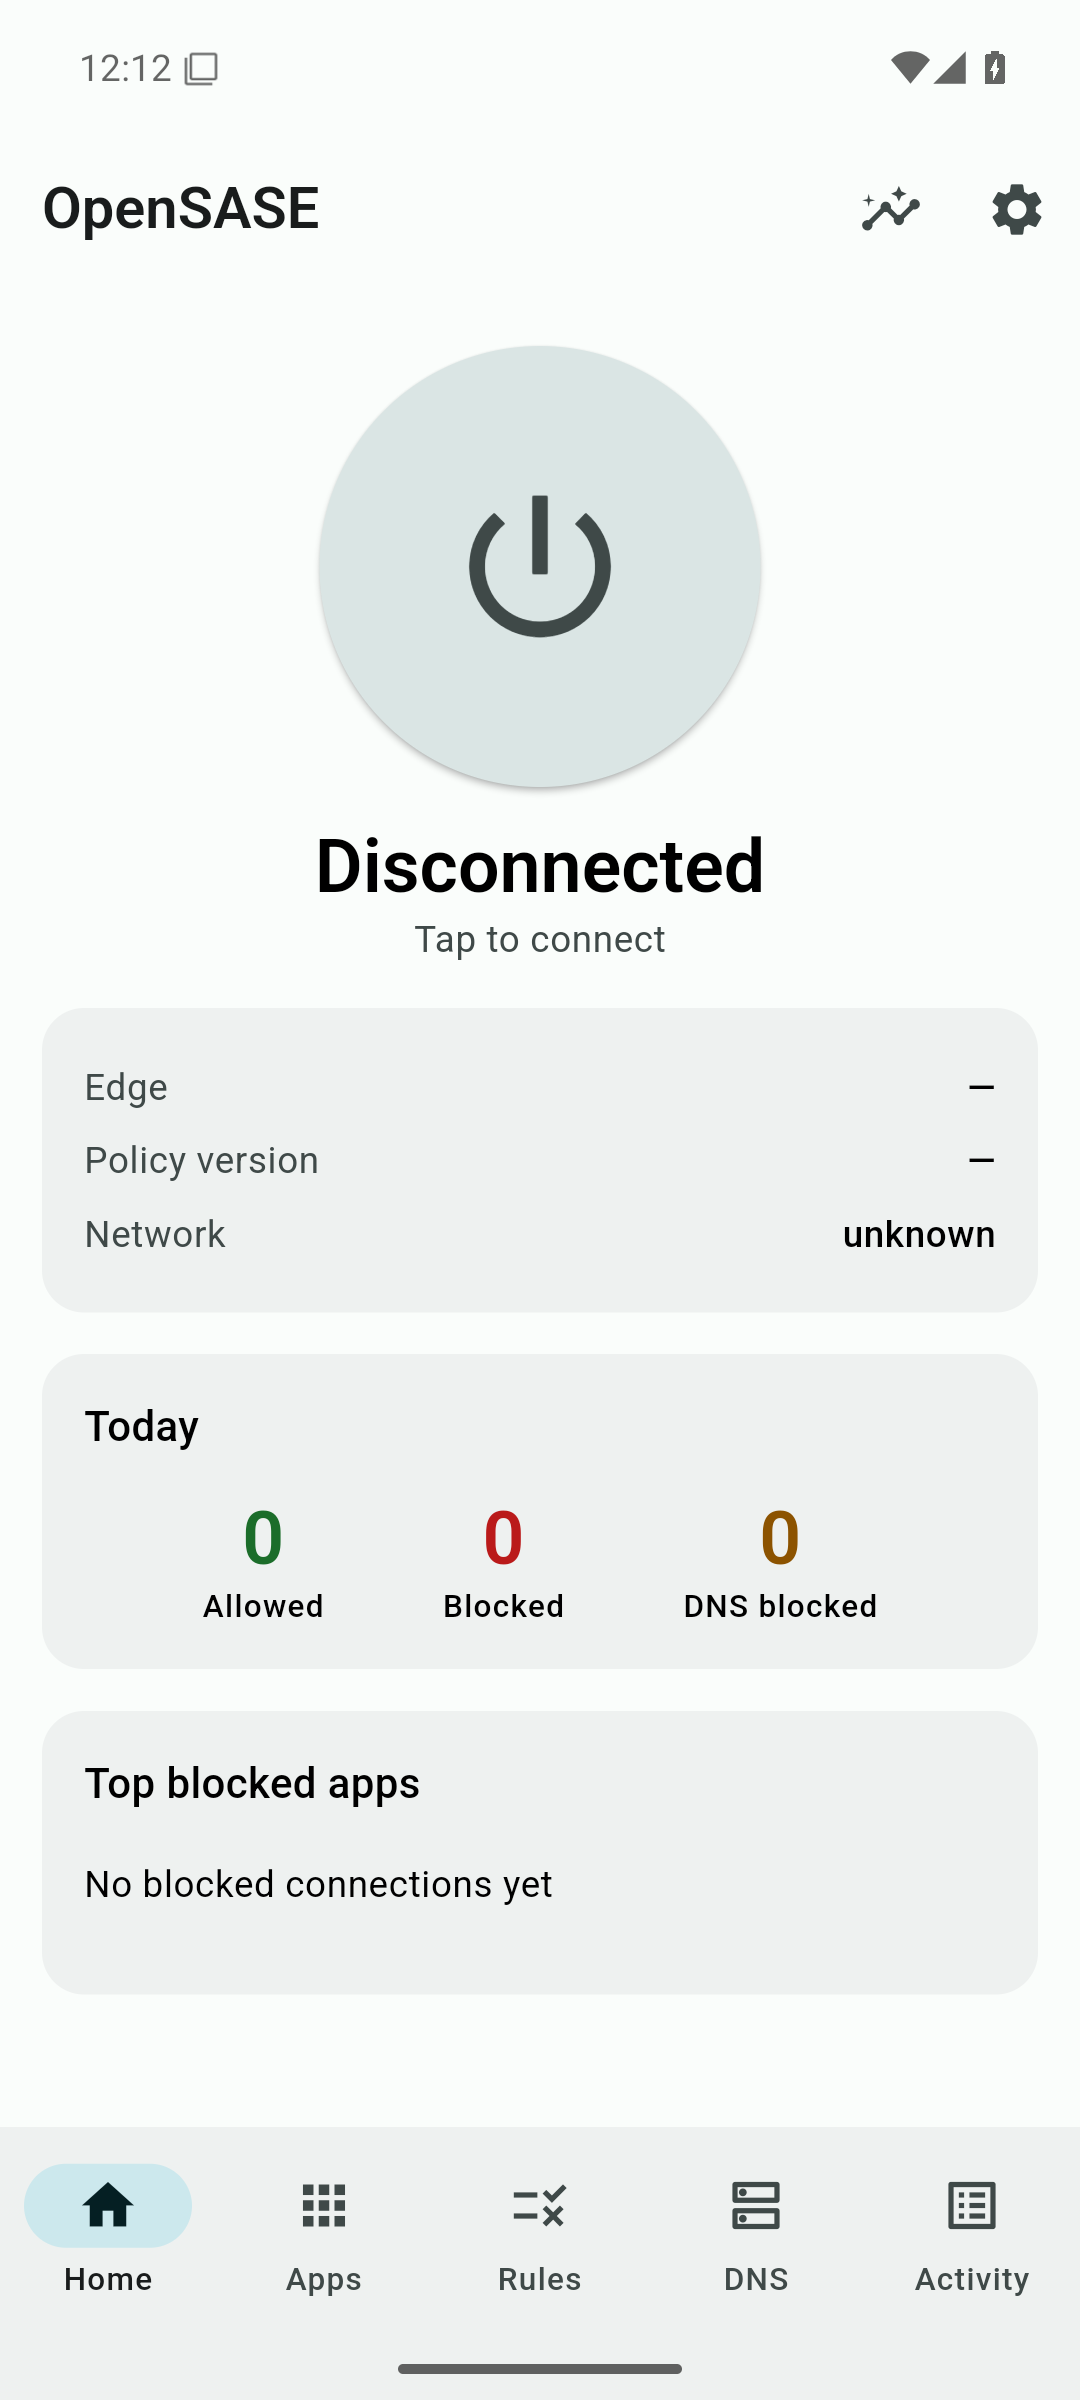 12:12
OpenSASE
Disconnected
Tap to connect
Edge –
Policy version –
Network unknown
Today
0 0 0
Allowed Blocked DNS blocked
Top blocked apps
No blocked connections yet
Home Apps Rules DNS Activity